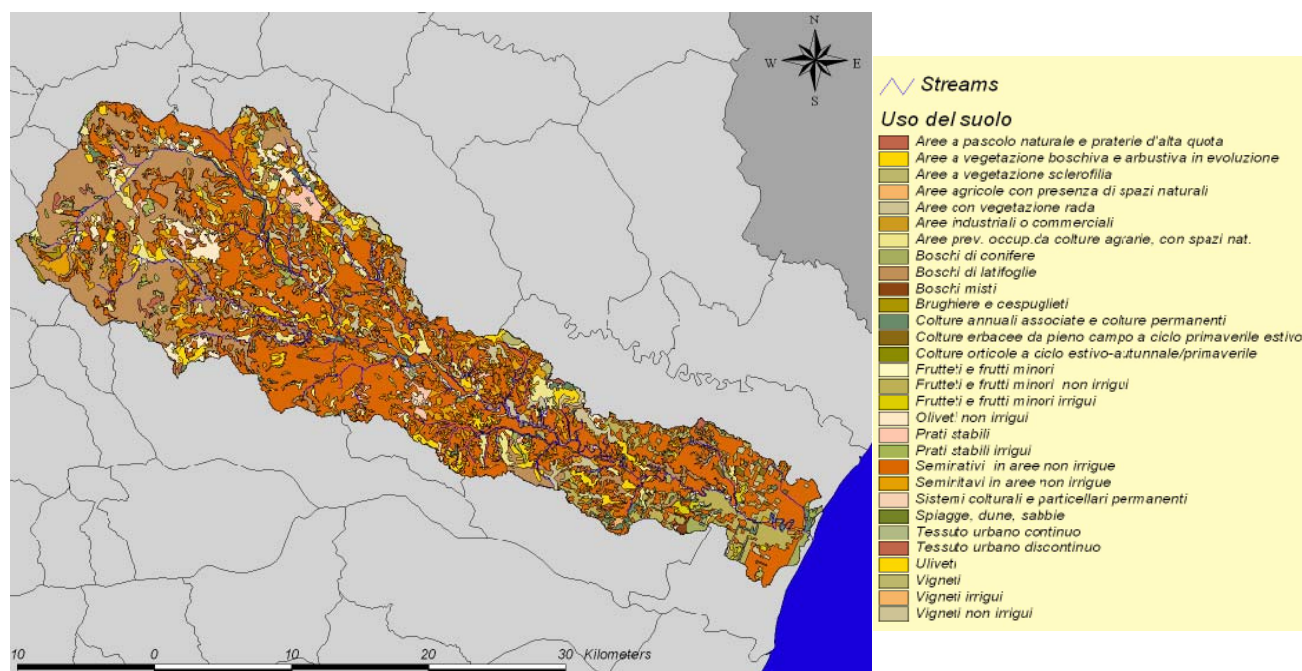 N
W E
S
10 0 10 20 30 Kilometers
Streams
Uso del suolo
Aree a pascolo naturale e praterie d'alta quota
Aree a vegetazione boschiva e arbustiva in evoluzione
Aree a vegetazione sclerofilia
Aree agricole con presenza di spazi naturali
Aree con vegetazione rada
Aree industriali o commerciali
Aree prev. occup.da colture agrarie, con spazi nat.
Boschi di conifere
Boschi di latifoglie
Boschi misti
Brughiere e cespuglieti
Colture annuali associate e colture permanenti
Colture erbacee da pieno campo a ciclo primaverile estivo
Colture orticole a ciclo estivo-autunnale/primaverile
Frutteti e frutti minori
Frutteti e frutti minori non irrigui
Frutteti e frutti minori irrigui
Oliveti non irrigui
Prati stabili
Prati stabili irrigui
Semirativi in aree non irrigue
Semiritavi in aree non irrigue
Sistemi colturali e particellari permanenti
Spiagge, dune, sabbie
Tessuto urbano continuo
Tessuto urbano discontinuo
Uliveti
Vigneti
Vigneti irrigui
Vigneti non irrigui